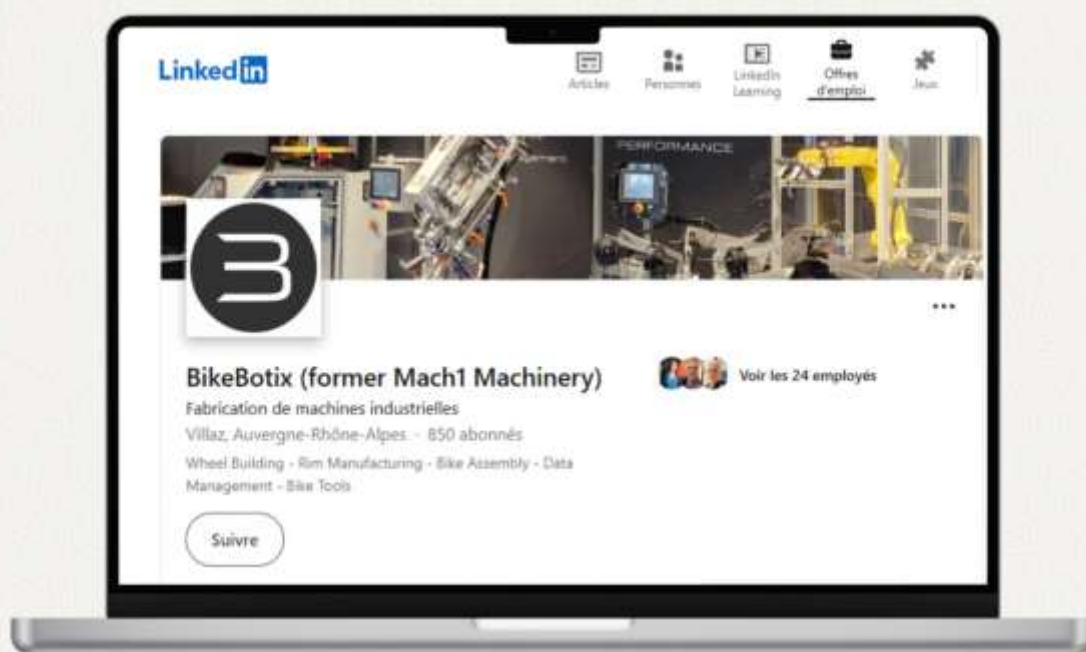 Linked in
Articles
Personnes
LinkedIn
Learning
Offres
d'emploi
Jeux
PERFORMANCE
BikeBotix (former Mach1 Machinery)
Voir les 24 employés
Fabrication de machines industrielles
Villaz, Auvergne-Rhône-Alpes · 850 abonnés
Wheel Building - Rim Manufacturing - Bike Assembly - Data
Management - Bike Tools
Suivre